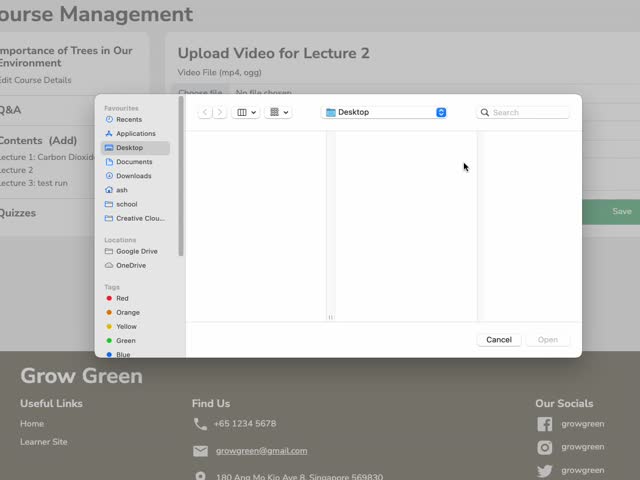 ourse Management
mportance of Trees in Our
Environment
Edit Course Details
Q&A
Contents (Add)
Lecture 1: Carbon Dioxid
Lecture 2
Lecture 3: test run
Quizzes
Upload Video for Lecture 2
Video File (mp4, ogg)
Choose file No file chosen
Save
Favourites
Recents
Applications
Desktop
Documents
Downloads
ash
school
Creative Clou...
Locations
Google Drive
OneDrive
Tags
Red
Orange
Yellow
Green
Blue
Desktop
Search
Cancel
Open
Grow Green
Useful Links
Home
Learner Site
Find Us
+65 1234 5678
growgreen@gmail.com
180 Ang Mo Kio Ave 8, Singapore 569830
Our Socials
growgreen
growgreen
growgreen